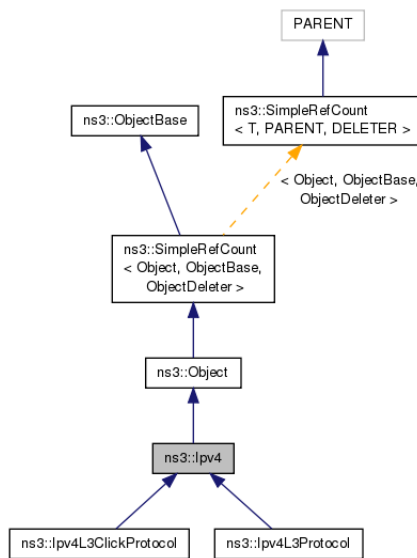 PARENT
ns3::SimpleRefCount
< T, PARENT, DELETER >
ns3::ObjectBase
< Object, ObjectBase,
ObjectDeleter >
ns3::SimpleRefCount
< Object, ObjectBase,
ObjectDeleter >
ns3::Object
ns3::Ipv4
ns3::Ipv4L3ClickProtocol
ns3::Ipv4L3Protocol